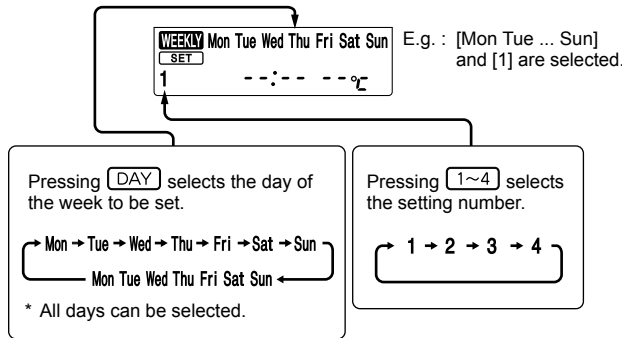 WEEKLY Mon Tue Wed Thu Fri Sat Sun
SET
1 --:-- --°C
E.g. : [Mon Tue ... Sun]
and [1] are selected.
Pressing DAY selects the day of
the week to be set.
Mon → Tue → Wed → Thu → Fri → Sat → Sun
Mon Tue Wed Thu Fri Sat Sun
* All days can be selected.
Pressing 1~4 selects
the setting number.
1 → 2 → 3 → 4